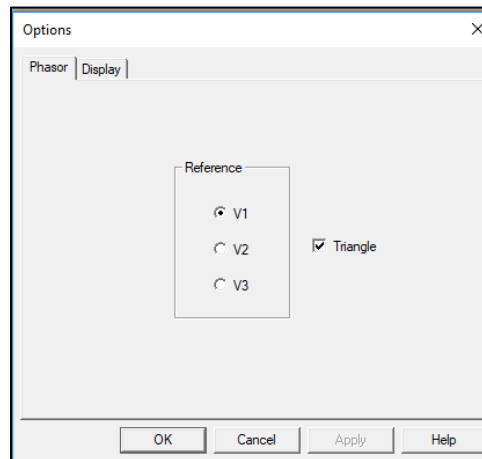 Options
Phasor Display
Reference
V1
V2
Triangle
V3
OK Cancel Apply Help